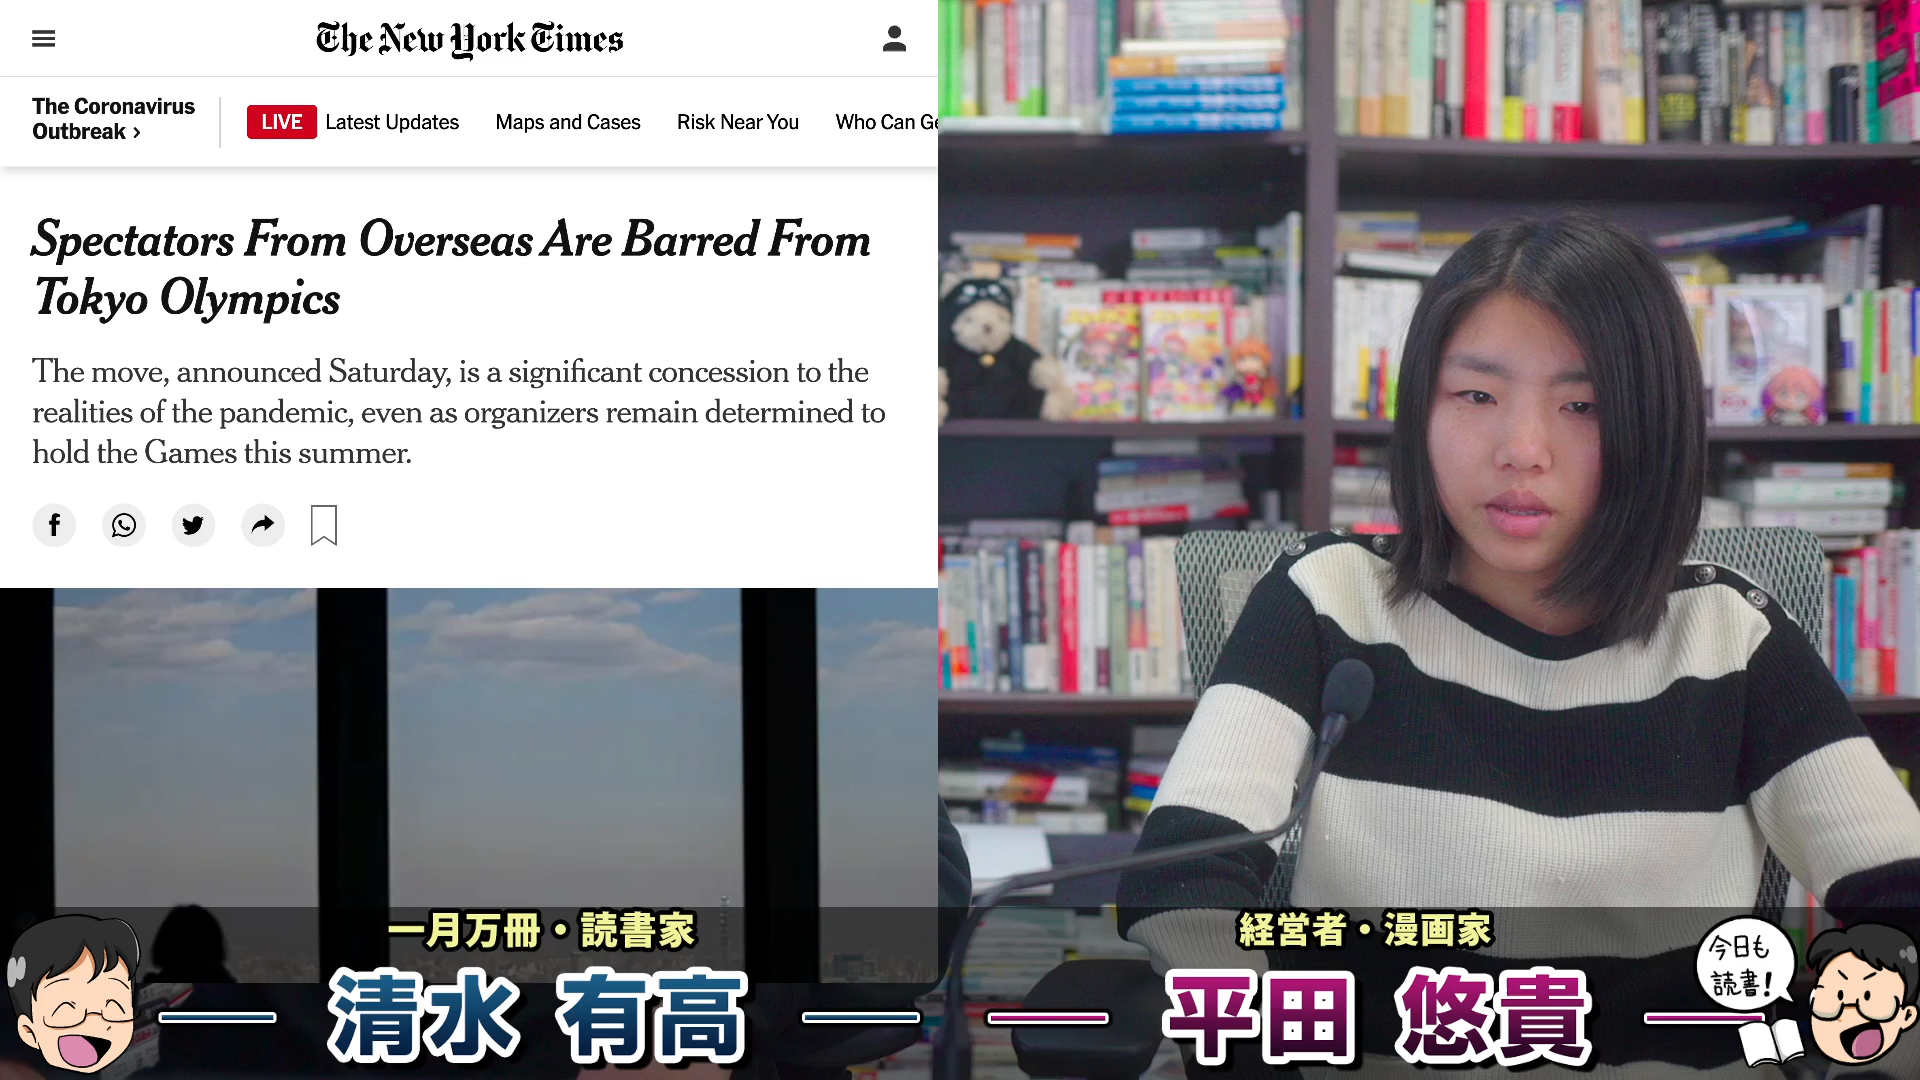 The New York Times
The Coronavirus
Outbreak ›
LIVE Latest Updates Maps and Cases Risk Near You Who Can Ge
Spectators From Overseas Are Barred From
Tokyo Olympics
The move, announced Saturday, is a significant concession to the
realities of the pandemic, even as organizers remain determined to
hold the Games this summer.
一月万冊・読書家
清水 有高
経営者・漫画家
平田 悠貴
今日も
読書!